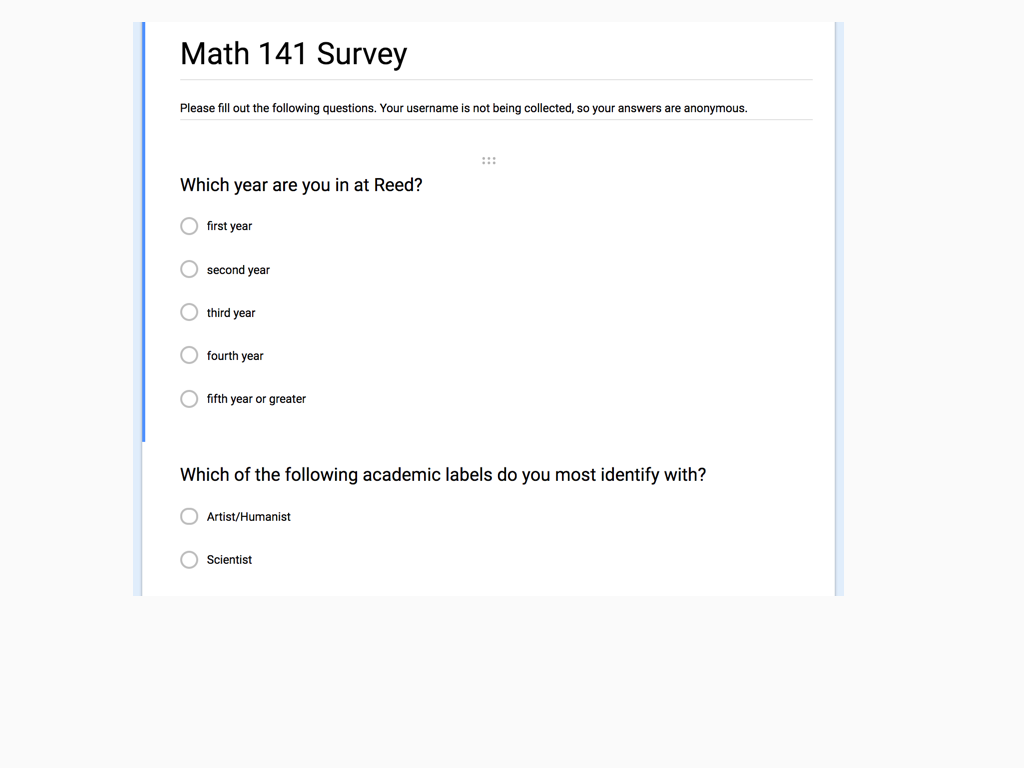 Math 141 Survey
Please fill out the following questions. Your username is not being collected, so your answers are anonymous.
Which year are you in at Reed?
first year
second year
third year
fourth year
fifth year or greater
Which of the following academic labels do you most identify with?
Artist/Humanist
Scientist